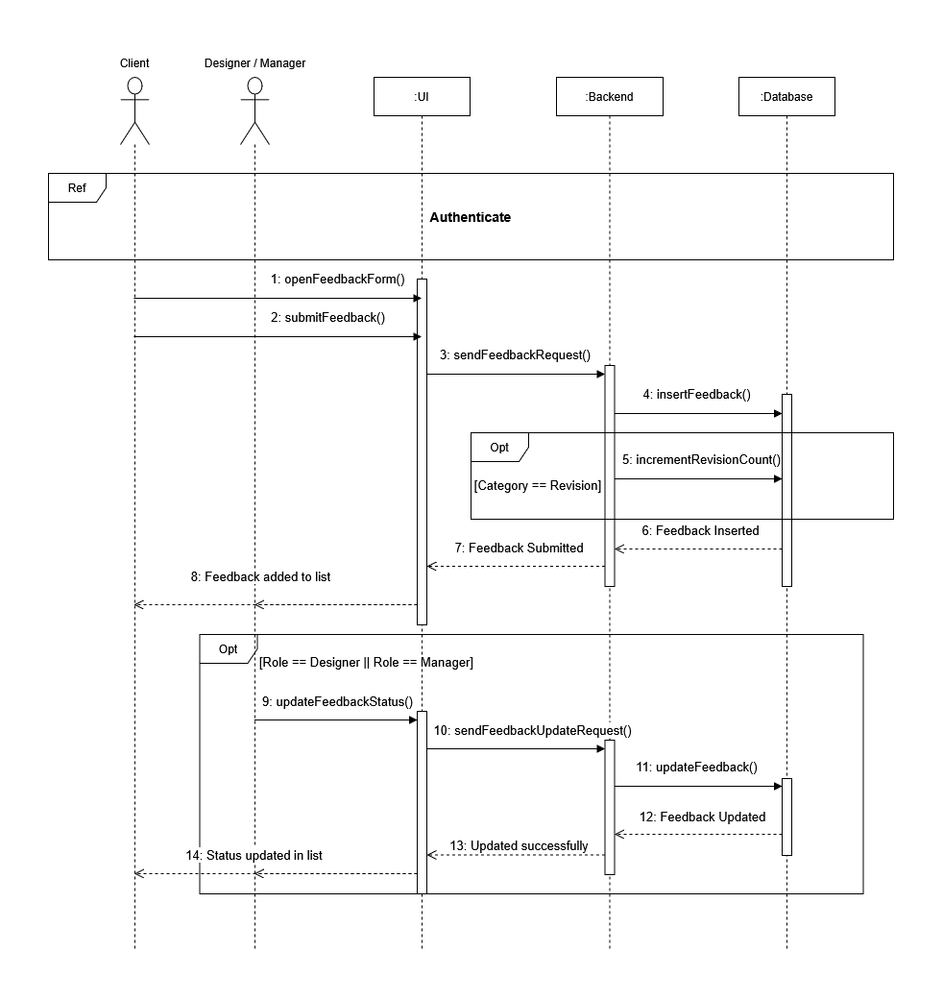 Client
Designer / Manager
:UI
:Backend
:Database
Ref
Authenticate
1: openFeedbackForm()
2: submitFeedback()
3: sendFeedbackRequest()
4: insertFeedback()
Opt
5: incrementRevisionCount()
[Category == Revision]
6: Feedback Inserted
7: Feedback Submitted
8: Feedback added to list
Opt
[Role == Designer || Role == Manager]
9: updateFeedbackStatus()
10: sendFeedbackUpdateRequest()
11: updateFeedback()
12: Feedback Updated
13: Updated successfully
14: Status updated in list